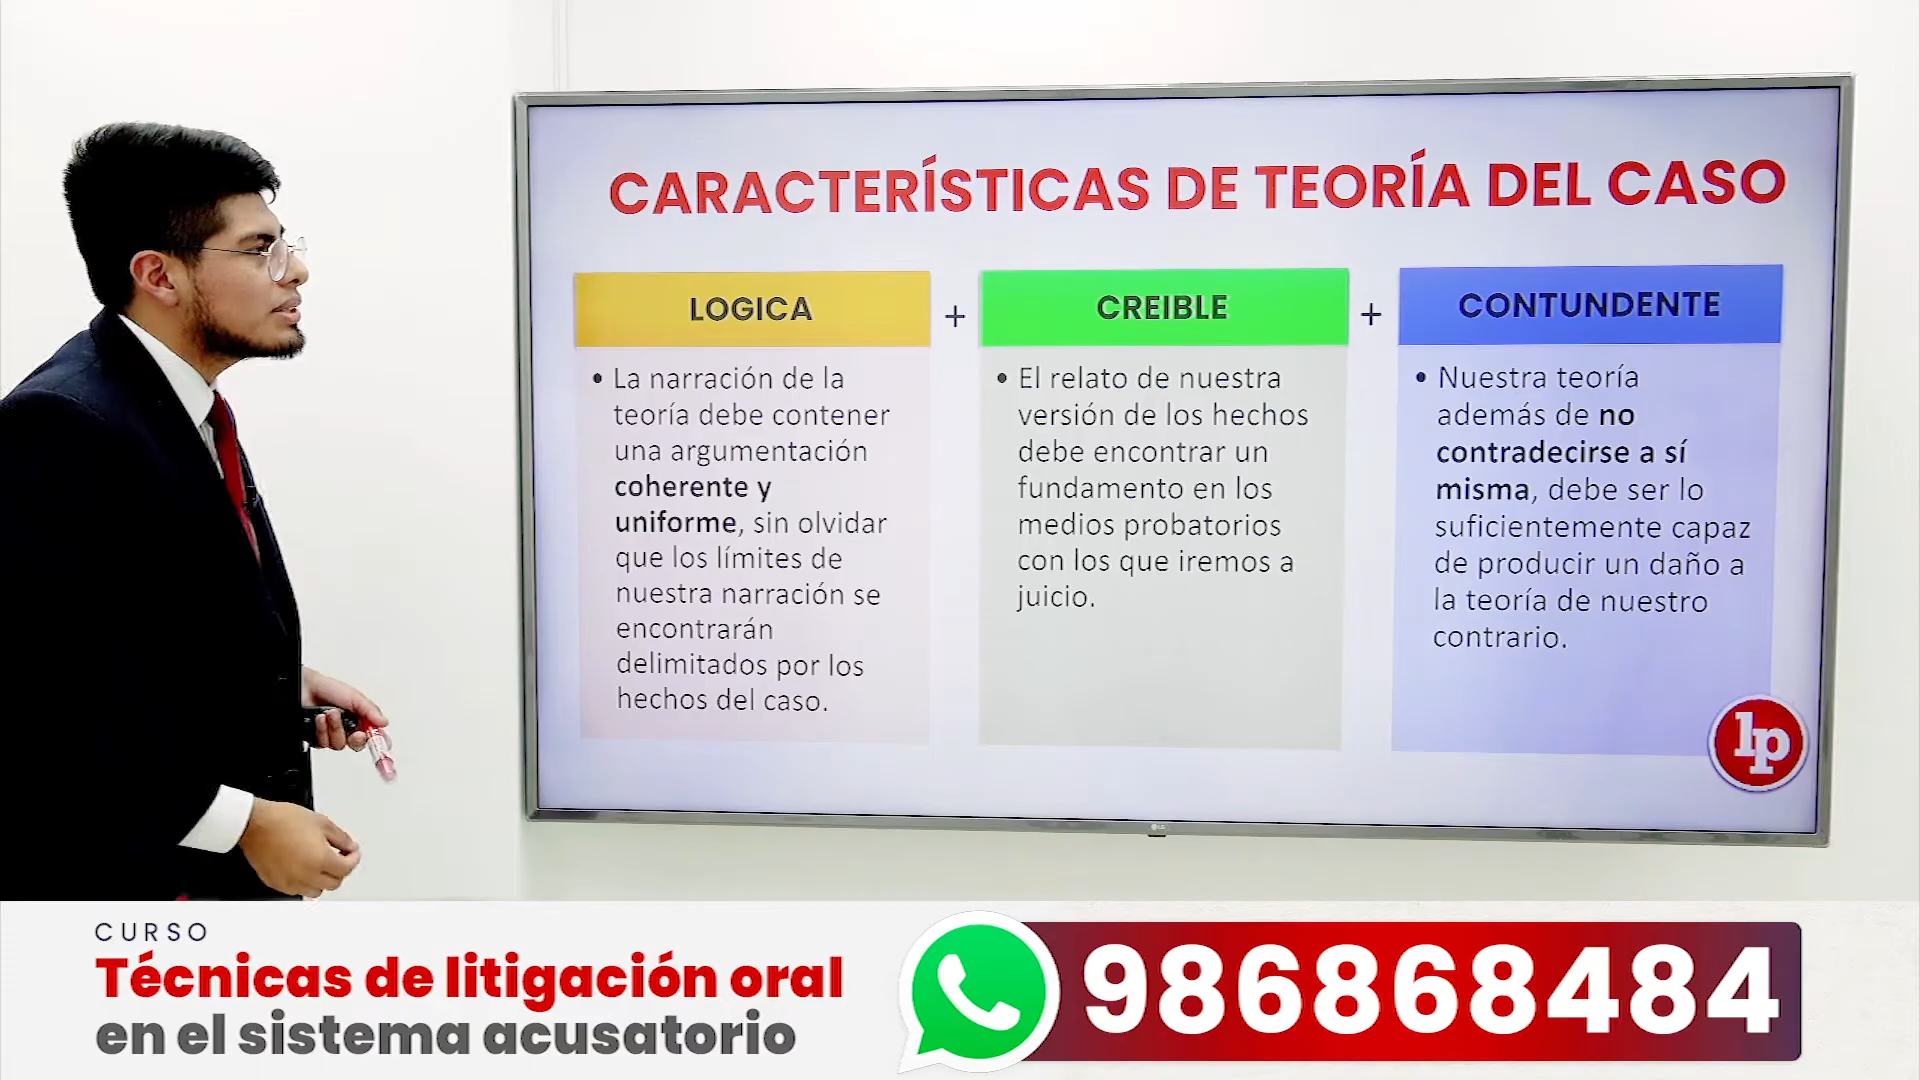 CARACTERÍSTICAS DE TEORÍA DEL CASO
LOGICA
+
CREIBLE
+
CONTUNDENTE
• La narración de la
teoría debe contener
una argumentación
coherente y
uniforme, sin olvidar
que los límites de
nuestra narración se
encontrarán
delimitados por los
hechos del caso.
• El relato de nuestra
versión de los hechos
debe encontrar un
fundamento en los
medios probatorios
con los que iremos a
juicio.
• Nuestra teoría
además de no
contradecirse a sí
misma, debe ser lo
suficientemente capaz
de producir un daño a
la teoría de nuestro
contrario.
lp
LG
CURSO
Técnicas de litigación oral
en el sistema acusatorio
986868484